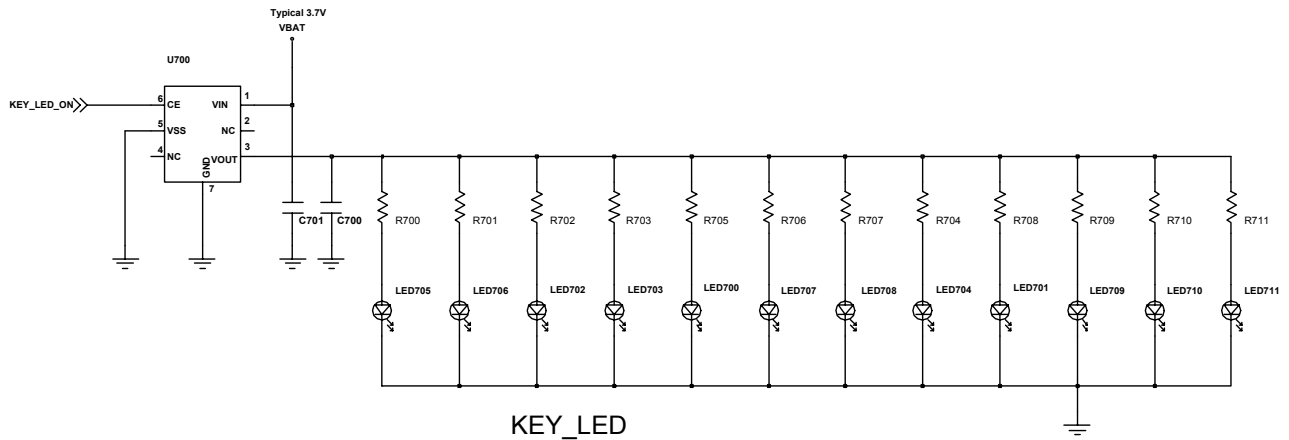 Typical 3.7V
VBAT
U700
KEY_LED_ON
6 CE VIN 1
5 VSS NC 2
4 NC VOUT 3
GND
7
C701 C700 R700 R701 R702 R703 R705 R706 R707 R704 R708 R709 R710 R711
LED705 LED706 LED702 LED703 LED700 LED707 LED708 LED704 LED701 LED709 LED710 LED711
KEY_LED